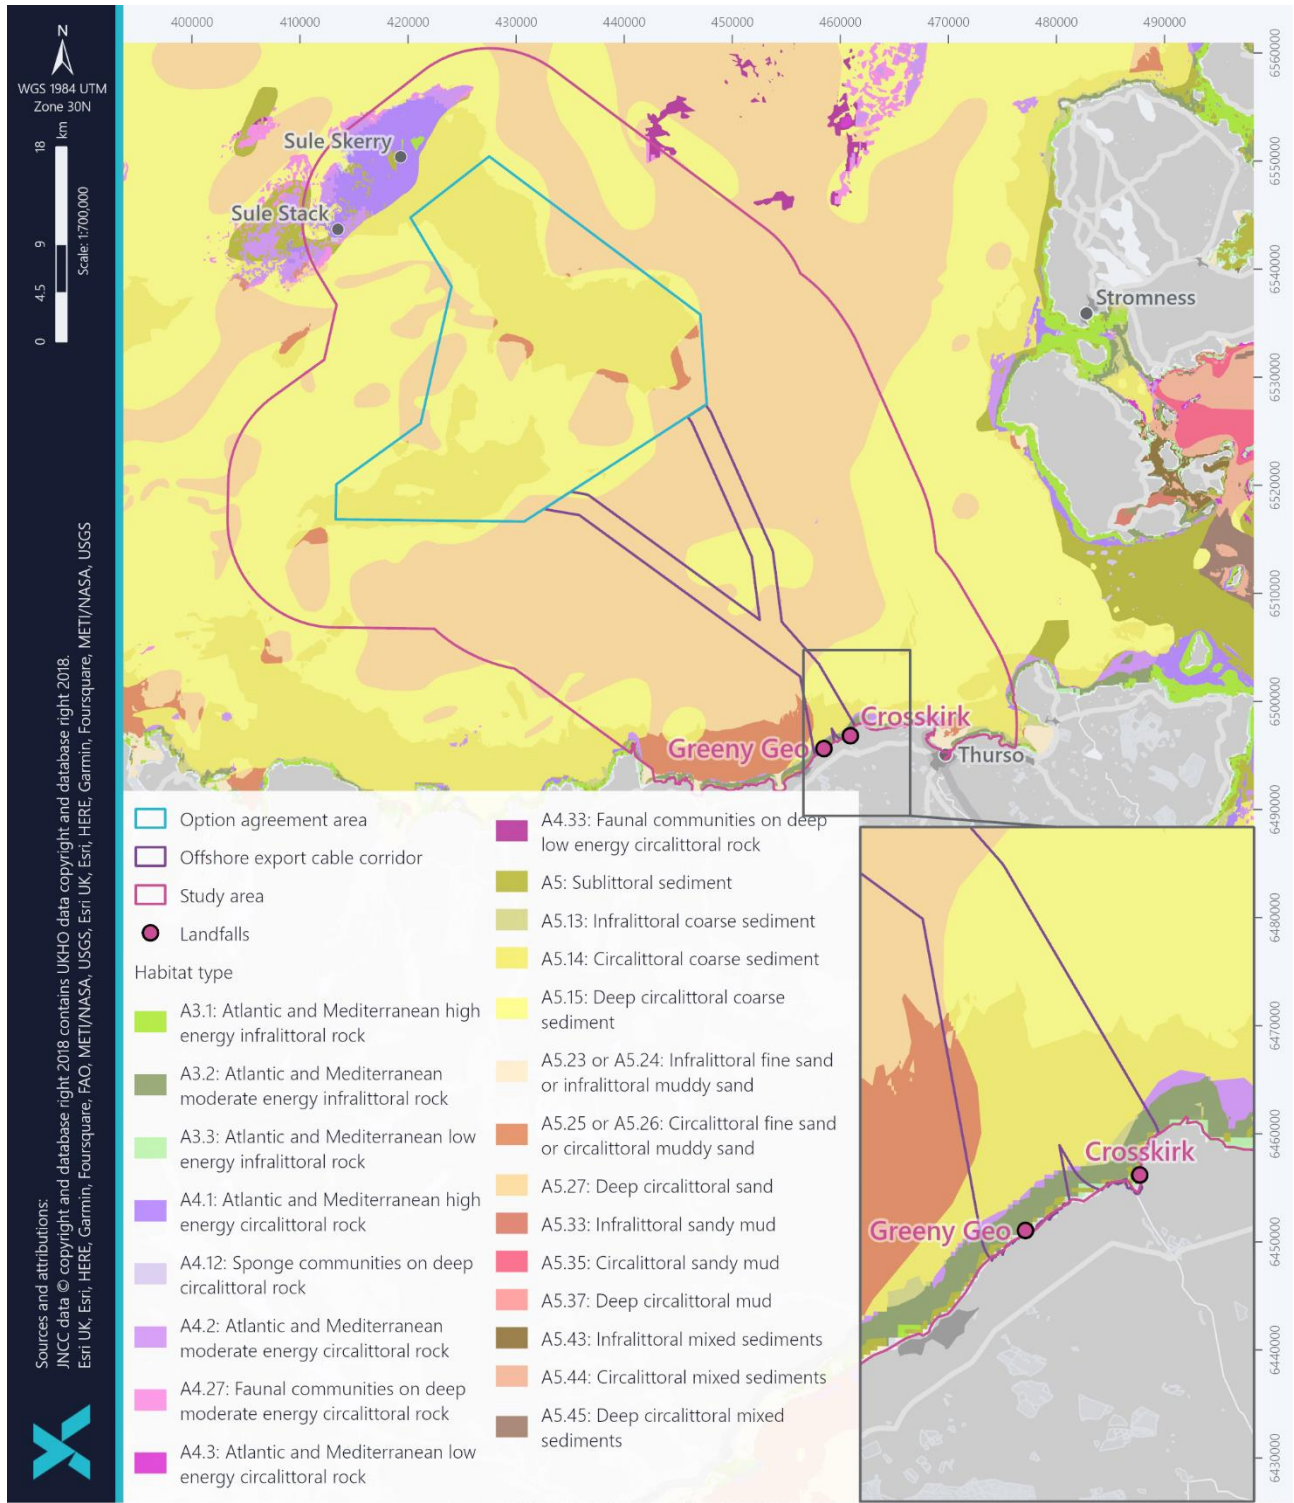 400000
410000
420000
430000
440000
450000
460000
470000
480000
490000
N
WGS 1984 UTM
Zone 30N
km
18
9
4.5
0
Scale: 1:700,000
Sources and attributions:
JNCC data © copyright and database right 2018 contains UKHO data copyright and database right 2018.
Esri UK, Esri, HERE, Garmin, Foursquare, FAO, METI/NASA, USGS, Esri UK, Esri, HERE, Garmin, Foursquare, METI/NASA, USGS
Sule Skerry
Sule Stack
Stromness
Crosskirk
Greeny Geo
Thurso
6560000
6550000
6540000
6530000
6520000
6510000
6500000
6490000
6480000
6470000
6460000
6450000
6440000
6430000
Option agreement area
Offshore export cable corridor
Study area
Landfalls
Habitat type
A3.1: Atlantic and Mediterranean high
energy infralittoral rock
A3.2: Atlantic and Mediterranean
moderate energy infralittoral rock
A3.3: Atlantic and Mediterranean low
energy infralittoral rock
A4.1: Atlantic and Mediterranean high
energy circalittoral rock
A4.12: Sponge communities on deep
circalittoral rock
A4.2: Atlantic and Mediterranean
moderate energy circalittoral rock
A4.27: Faunal communities on deep
moderate energy circalittoral rock
A4.3: Atlantic and Mediterranean low
energy circalittoral rock
A4.33: Faunal communities on deep
low energy circalittoral rock
A5: Sublittoral sediment
A5.13: Infralittoral coarse sediment
A5.14: Circalittoral coarse sediment
A5.15: Deep circalittoral coarse
sediment
A5.23 or A5.24: Infralittoral fine sand
or infralittoral muddy sand
A5.25 or A5.26: Circalittoral fine sand
or circalittoral muddy sand
A5.27: Deep circalittoral sand
A5.33: Infralittoral sandy mud
A5.35: Circalittoral sandy mud
A5.37: Deep circalittoral mud
A5.43: Infralittoral mixed sediments
A5.44: Circalittoral mixed sediments
A5.45: Deep circalittoral mixed
sediments
Crosskirk
Greeny Geo